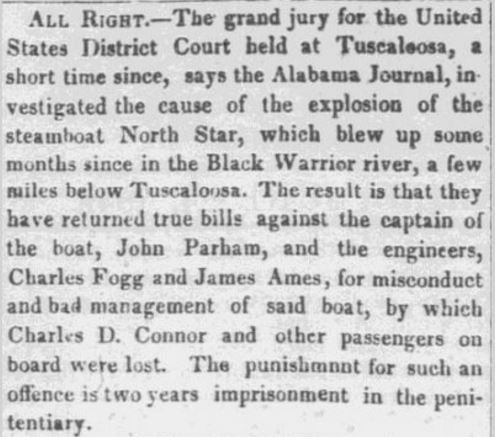 ALL RIGHT.—The grand jury for the United
States District Court held at Tuscaloosa, a
short time since, says the Alabama Journal, in-
vestigated the cause of the explosion of the
steamboat North Star, which blew up some
months since in the Black Warrior river, a few
miles below Tuscaloosa. The result is that they
have returned true bills against the captain of
the boat, John Parham, and the engineers,
Charles Fogg and James Ames, for misconduct
and bad management of said boat, by which
Charles D. Connor and other passengers on
board were lost. The punishmnnt for such an
offence is two years imprisonment in the peni-
tentiary.